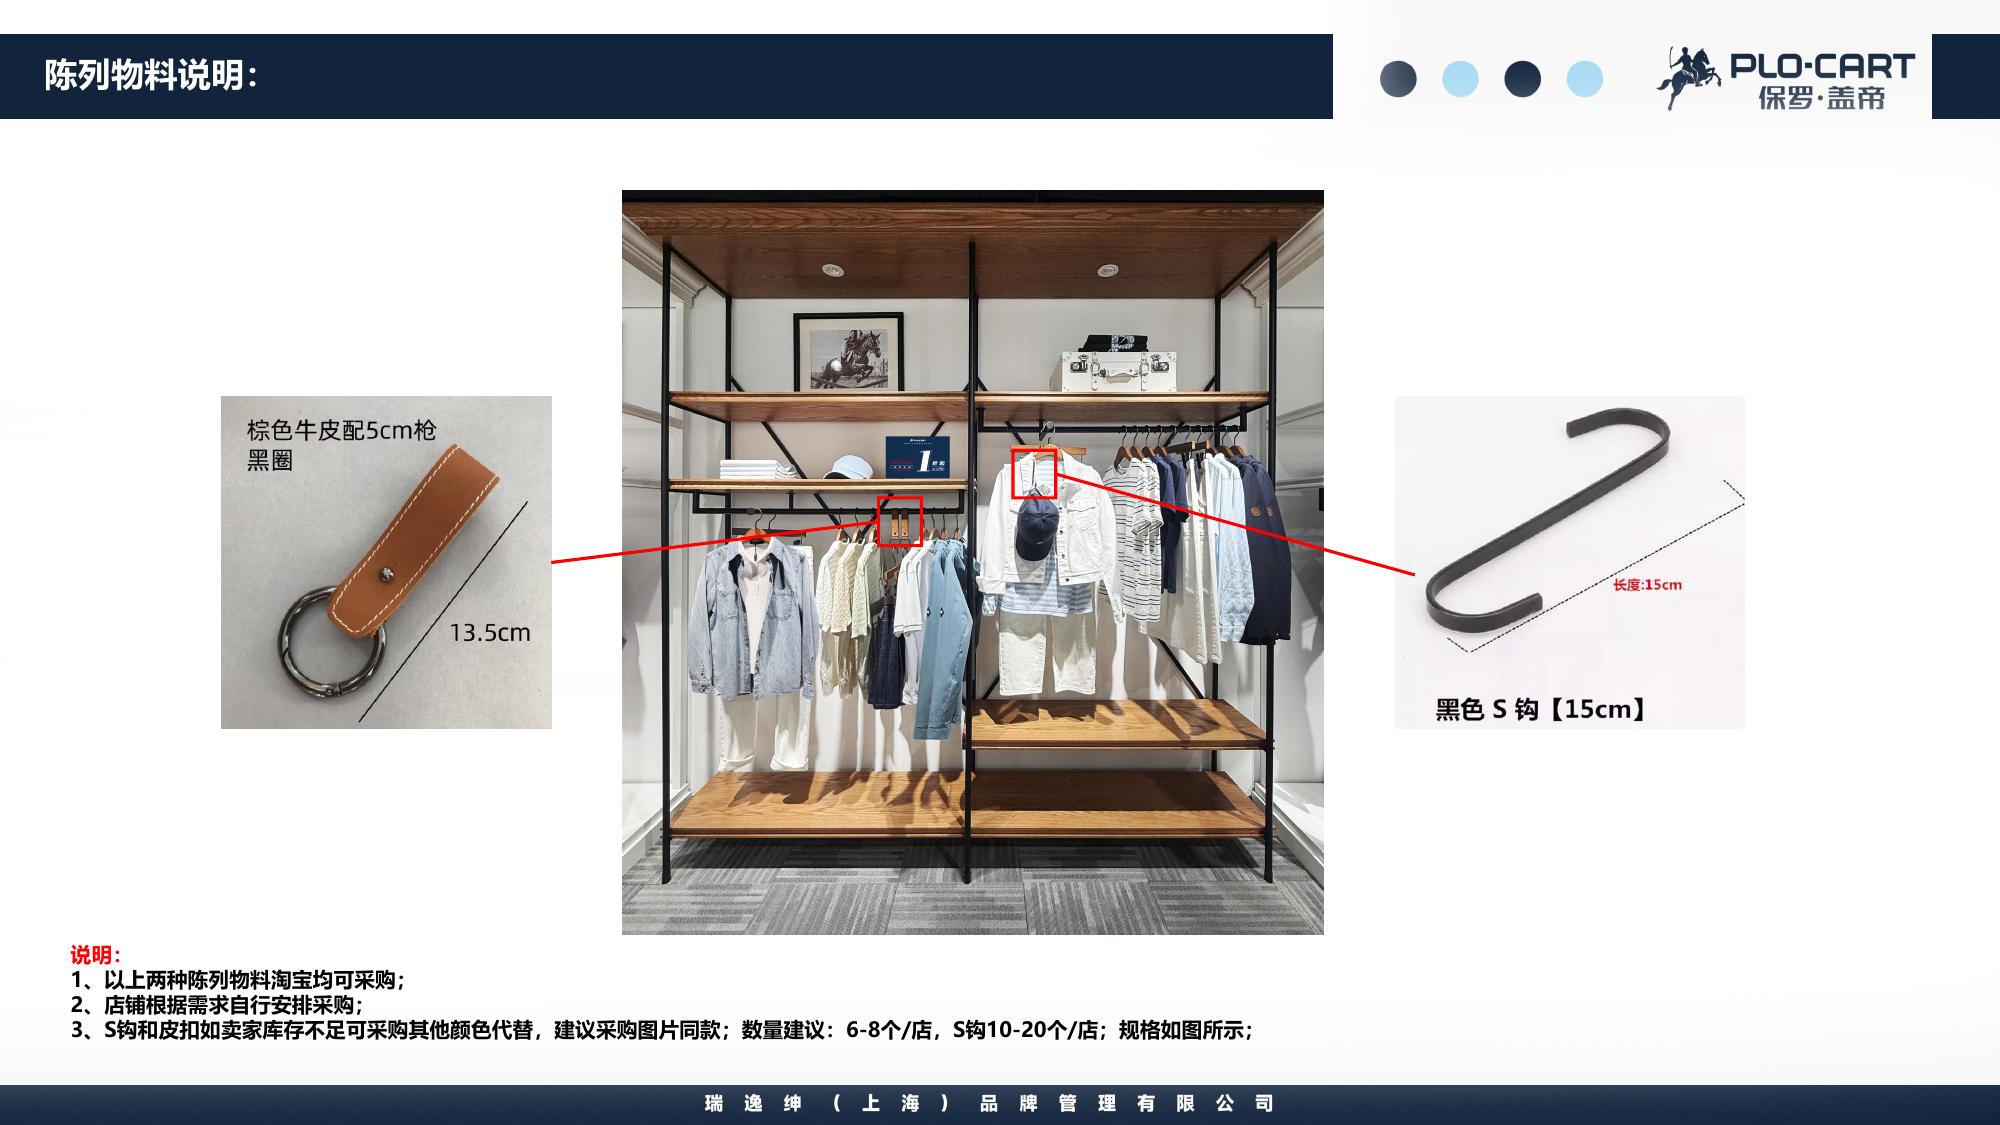 陈列物料说明：
PLO·CART
保罗·盖帝
棕色牛皮配5cm枪
黑圈
13.5cm
1
长度:15cm
黑色 S 钩【15cm】
说明：
1、以上两种陈列物料淘宝均可采购；
2、店铺根据需求自行安排采购；
3、S钩和皮扣如卖家库存不足可采购其他颜色代替，建议采购图片同款；数量建议：6-8个/店，S钩10-20个/店；规格如图所示；
瑞逸绅（上海）品牌管理有限公司